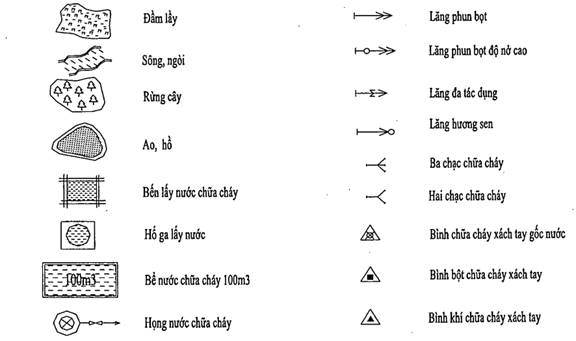 Đầm lầy
Sông, ngòi
Rừng cây
Ao, hồ
Bến lấy nước chữa cháy
Hố ga lấy nước
100m3
Bể nước chữa cháy 100m3
Họng nước chữa cháy
Lăng phun bọt
Lăng phun bọt độ nở cao
Lăng đa tác dụng
Lăng hương sen
Ba chạc chữa cháy
Hai chạc chữa cháy
Bình chữa cháy xách tay gốc nước
Bình bột chữa cháy xách tay
Bình khí chữa cháy xách tay